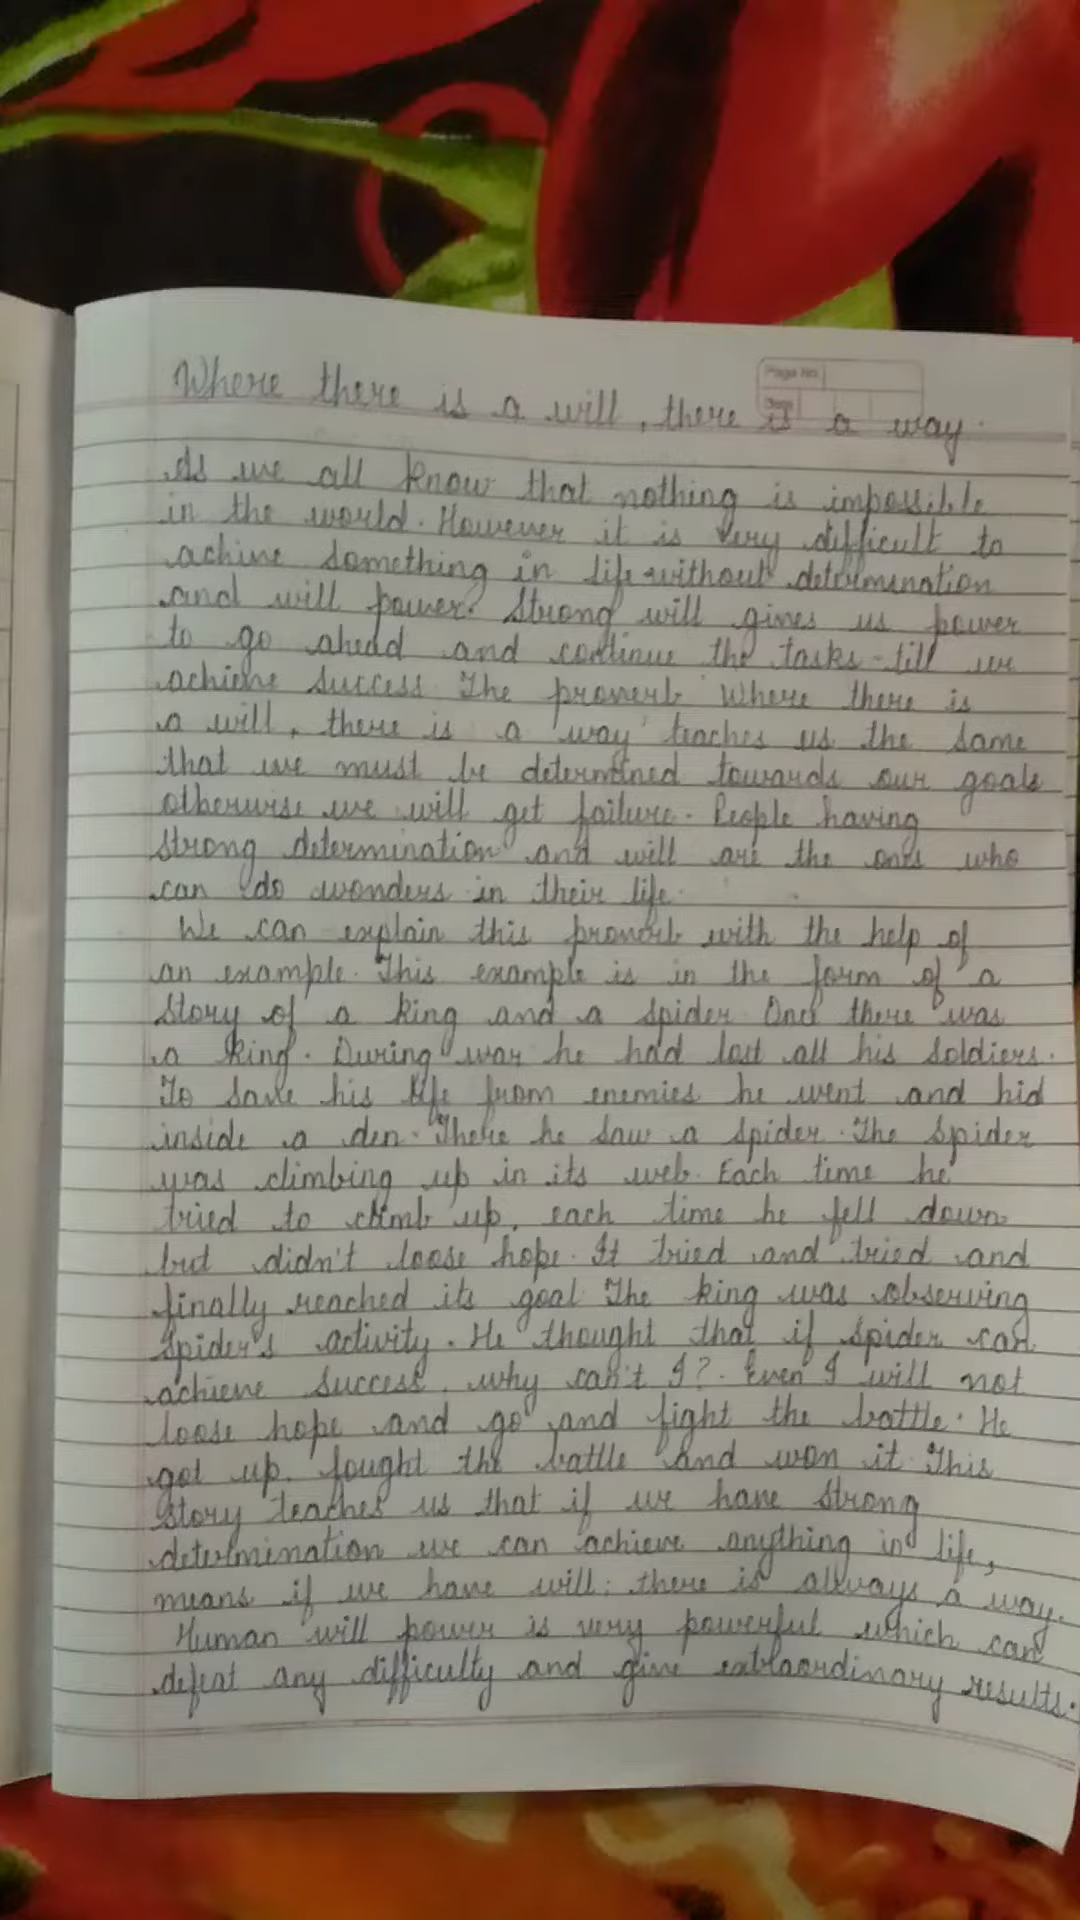 Page No.
Date
Where there is a will, there is a way.
As we all know that nothing is impossible
in the world. However it is very difficult to
achive something in life without determination
and will power. Strong will gives us power
to go ahead and continue the tasks till we
achieve success. The proverb 'Where there is
a will, there is a way' teaches us the same
that we must be determined towards our goals
otherwise we will get failure. People having
strong determination and will are the ones who
can do wonders in their life.
We can explain this proverb with the help of
an example. This example is in the form of a
story of a king and a spider. Once there was
a king. During war he had lost all his soldiers.
To save his life from enemies he went and hid
inside a den. There he saw a spider. The spider
was climbing up in its web. Each time he
tried to climb up, each time he fell down
but didn't loose hope. It tried and tried and
finally reached its goal. The king was observing
spider's activity. He thought that if spider can
achieve success, why can't I?. Even I will not
loose hope and go and fight the battle. He
got up, fought the battle and won it. This
story teaches us that if we have strong
determination we can achieve anything in life,
means if we have will, there is always a way.
Human will power is very powerful which can
defeat any difficulty and give extraordinary results.